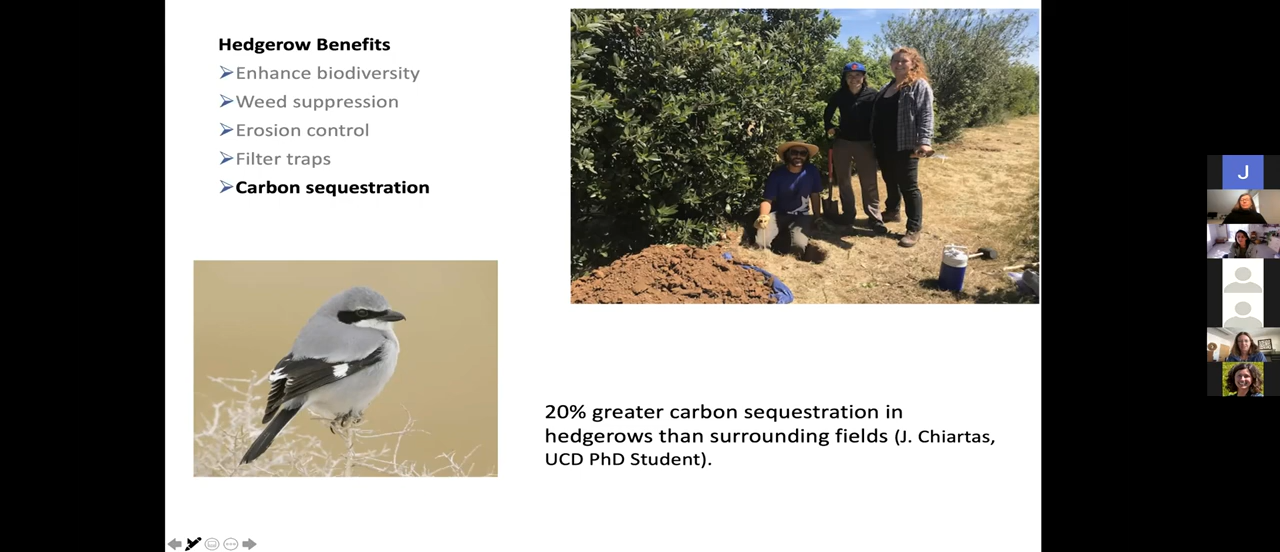 Hedgerow Benefits
➢Enhance biodiversity
➢Weed suppression
➢Erosion control
➢Filter traps
➢Carbon sequestration
20% greater carbon sequestration in
hedgerows than surrounding fields (J. Chiartas,
UCD PhD Student).
J